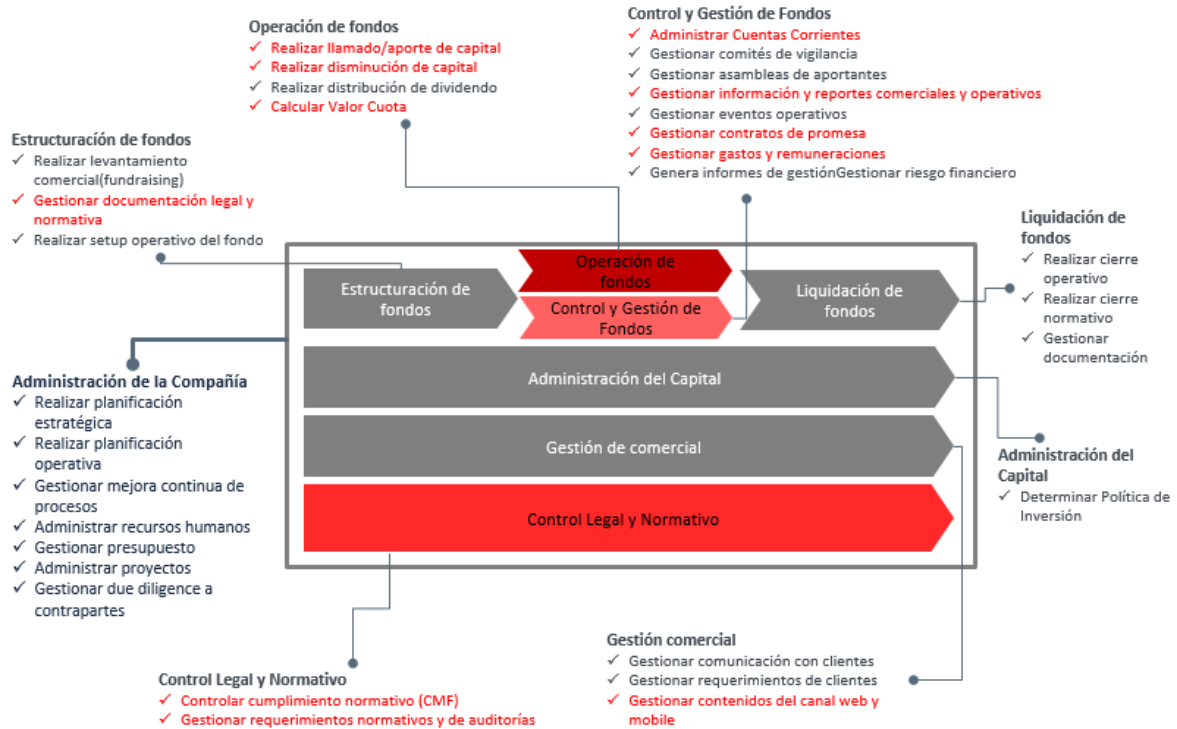 Operación de fondos
Realizar llamado/aporte de capital
Realizar disminución de capital
Realizar distribución de dividendo
Calcular Valor Cuota
Control y Gestión de Fondos
Administrar Cuentas Corrientes
Gestionar comités de vigilancia
Gestionar asambleas de aportantes
Gestionar información y reportes comerciales y operativos
Gestionar eventos operativos
Gestionar contratos de promesa
Gestionar gastos y remuneraciones
Genera informes de gestiónGestionar riesgo financiero
Estructuración de fondos
Realizar levantamiento
comercial(fundraising)
Gestionar documentación legal y
normativa
Realizar setup operativo del fondo
Liquidación de
fondos
Realizar cierre
operativo
Realizar cierre
normativo
Gestionar
documentación
Estructuración de
fondos
Operación de
fondos
Control y Gestión de
Fondos
Liquidación de
fondos
Administración del Capital
Gestión de comercial
Control Legal y Normativo
Administración de la Compañía
Realizar planificación
estratégica
Realizar planificación
operativa
Gestionar mejora continua de
procesos
Administrar recursos humanos
Gestionar presupuesto
Administrar proyectos
Gestionar due diligence a
contrapartes
Administración del
Capital
Determinar Política de
Inversión
Control Legal y Normativo
Controlar cumplimiento normativo (CMF)
Gestionar requerimientos normativos y de auditorías
Gestión comercial
Gestionar comunicación con clientes
Gestionar requerimientos de clientes
Gestionar contenidos del canal web y
mobile